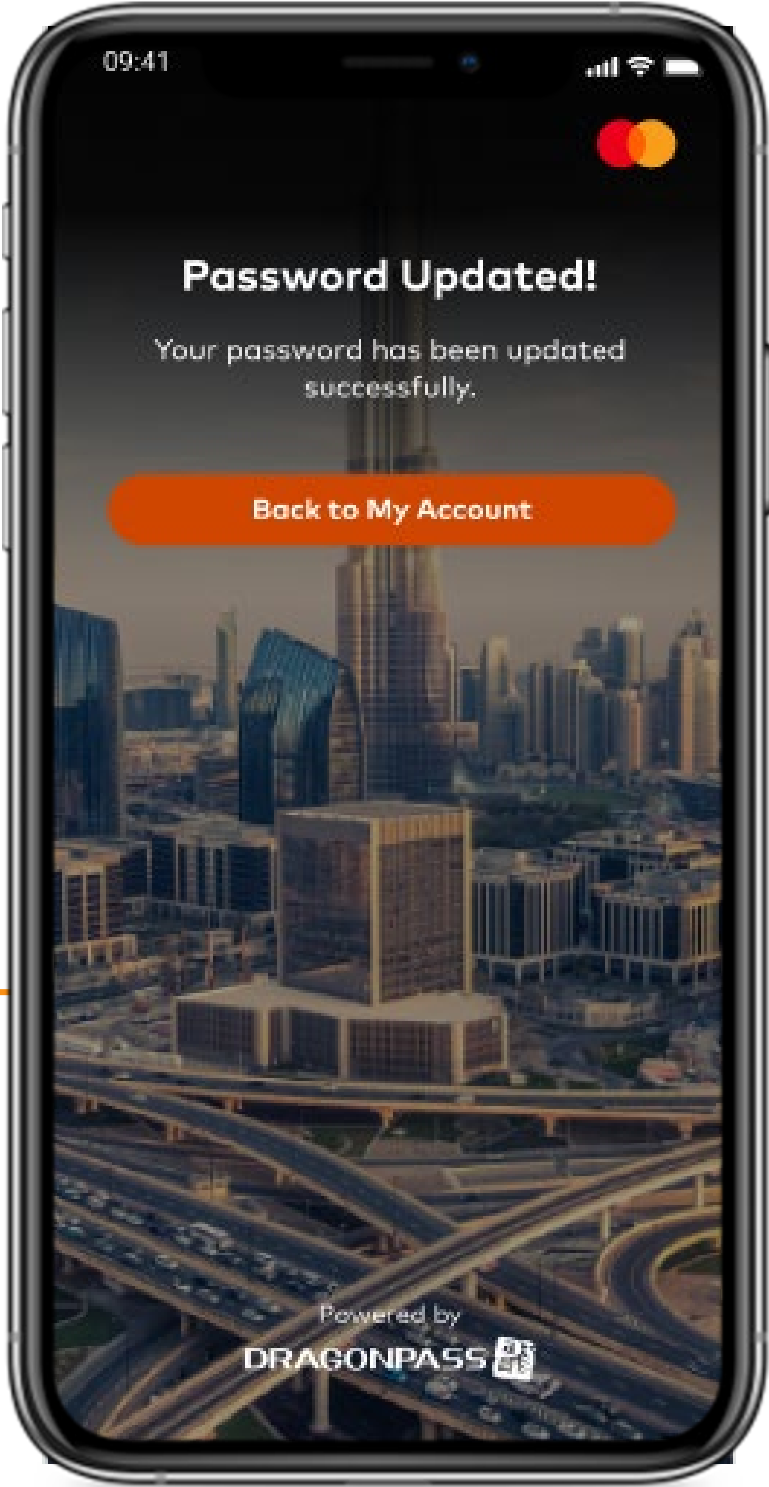 09:41
Password Updated!
Your password has been updated
successfully.
Back to My Account
Powered by
DRAGONPASS